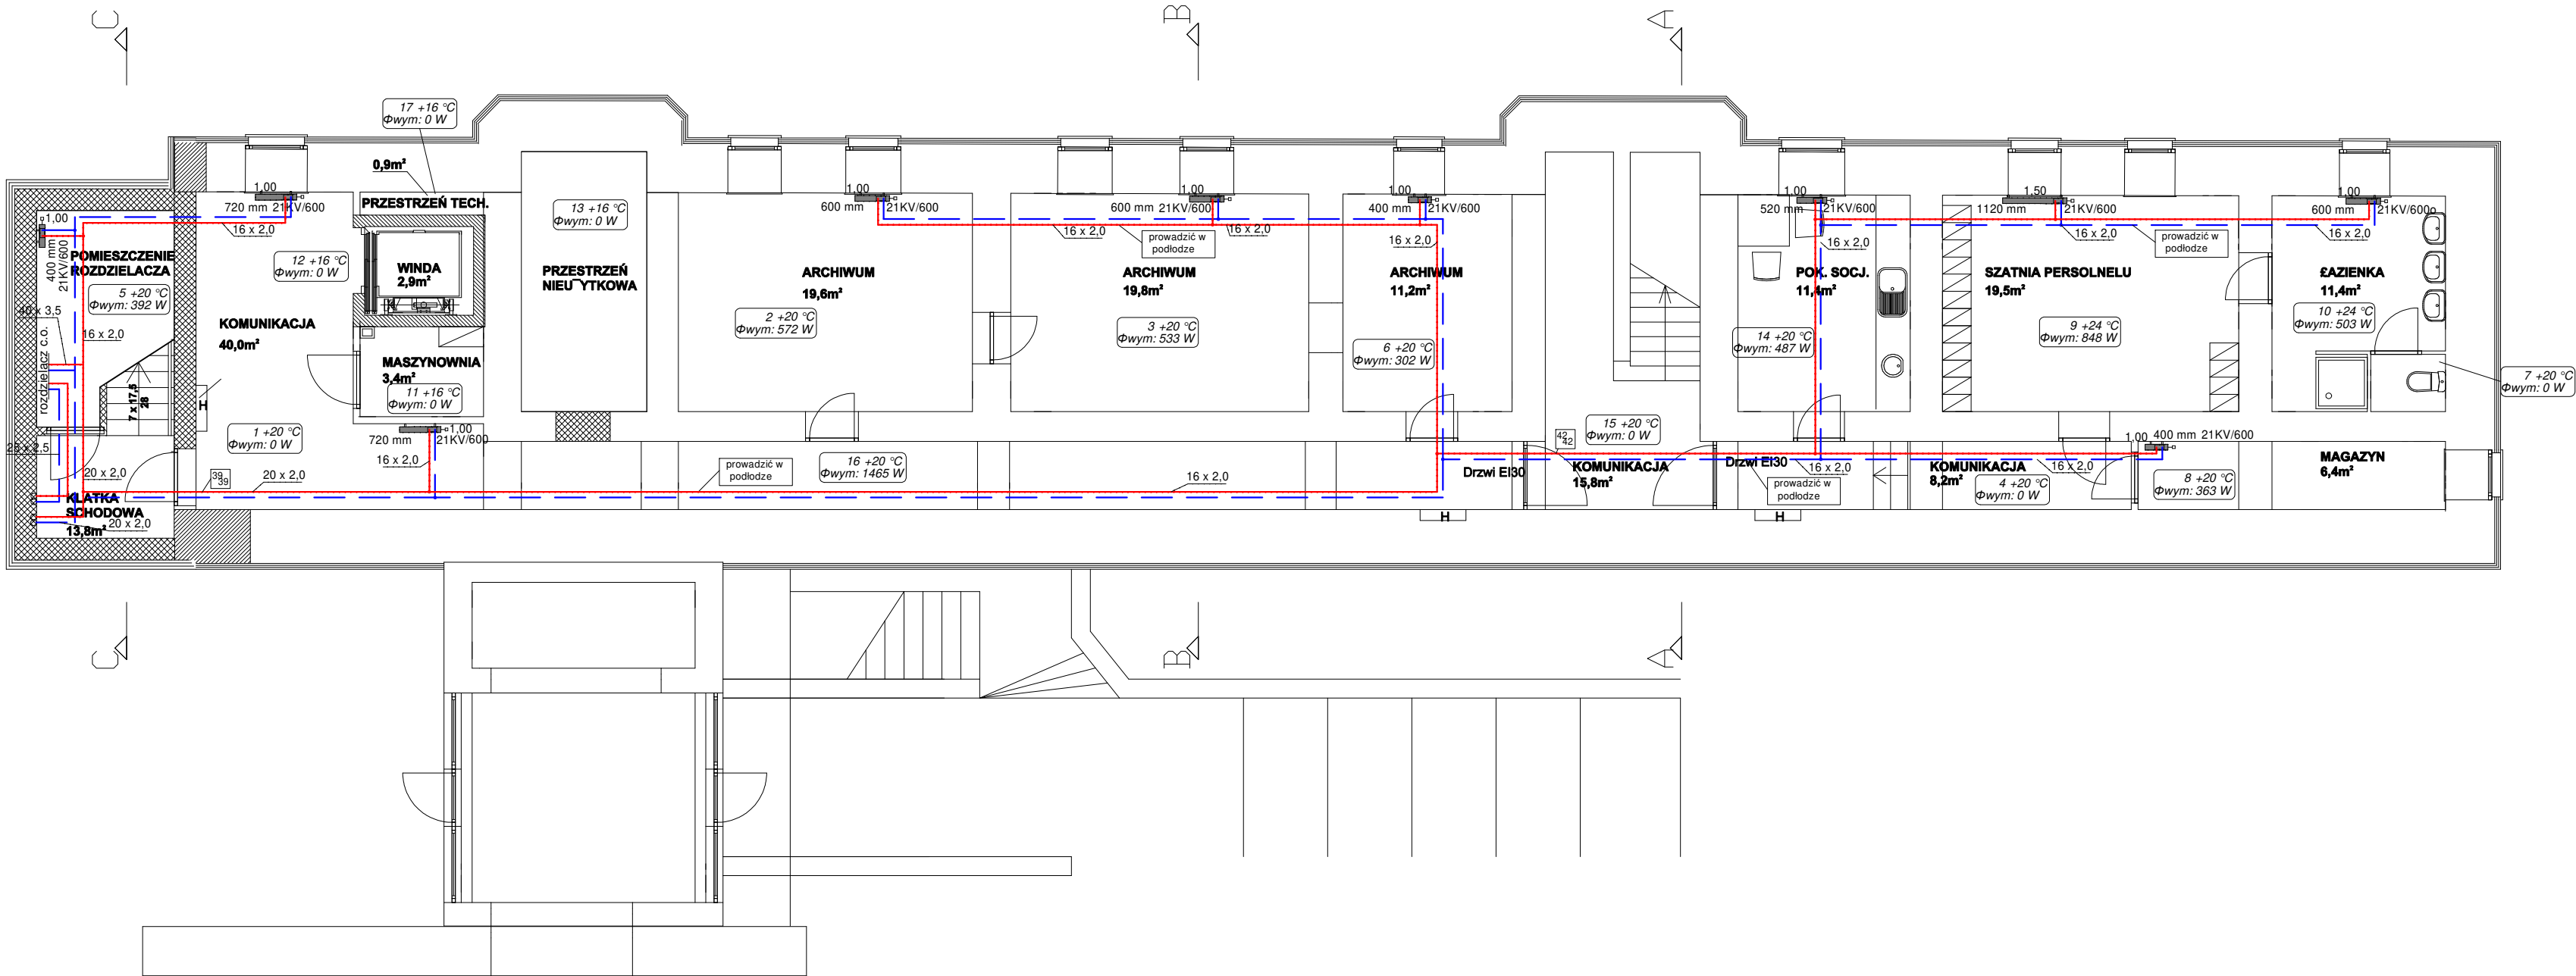 C
B
A
17 +16 °C
Φwym: 0 W
0,9m²
PRZESTRZEŃ TECH.
1,00
720 mm 21KV/600
16 x 2,0
1,00
400 mm
21KV/600
POMIESZCZENIE
ROZDZIELACZA
5 +20 °C
Φwym: 392 W
40 x 3,5
16 x 2,0
rozdzielacz c.o.
7 x 17,5
28
25 x 2,5
20 x 2,0
KLATKA
SCHODOWA
13,8m²
20 x 2,0
12 +16 °C
Φwym: 0 W
KOMUNIKACJA
40,0m²
H
1 +20 °C
Φwym: 0 W
39
39
20 x 2,0
WINDA
2,9m²
MASZYNOWNIA
3,4m²
11 +16 °C
Φwym: 0 W
1,00
720 mm
21KV/600
16 x 2,0
13 +16 °C
Φwym: 0 W
PRZESTRZEŃ
NIEU¯YTKOWA
1,00
600 mm
21KV/600
ARCHIWUM
19,6m²
2 +20 °C
Φwym: 572 W
16 x 2,0
prowadzić w
podłodze
16 +20 °C
Φwym: 1465 W
1,00
600 mm 21KV/600
16 x 2,0
prowadzić w
podłodze
ARCHIWUM
19,8m²
3 +20 °C
Φwym: 533 W
16 x 2,0
1,00
400 mm
21KV/600
16 x 2,0
ARCHIWUM
11,2m²
6 +20 °C
Φwym: 302 W
Drzwi EI30
H
42
42
15 +20 °C
Φwym: 0 W
KOMUNIKACJA
15,8m²
Drzwi EI30
1,00
520 mm
21KV/600
16 x 2,0
POK. SOCJ.
11,4m²
14 +20 °C
Φwym: 487 W
16 x 2,0
prowadzić w
podłodze
H
1,50
1120 mm
21KV/600
16 x 2,0
prowadzić w
podłodze
SZATNIA PERSOLNELU
19,5m²
9 +24 °C
Φwym: 848 W
KOMUNIKACJA
8,2m²
4 +20 °C
Φwym: 0 W
16 x 2,0
1,00
400 mm 21KV/600
8 +20 °C
Φwym: 363 W
MAGAZYN
6,4m²
1,00
600 mm
21KV/600
16 x 2,0
£AZIENKA
11,4m²
10 +24 °C
Φwym: 503 W
7 +20 °C
Φwym: 0 W
C
B
A